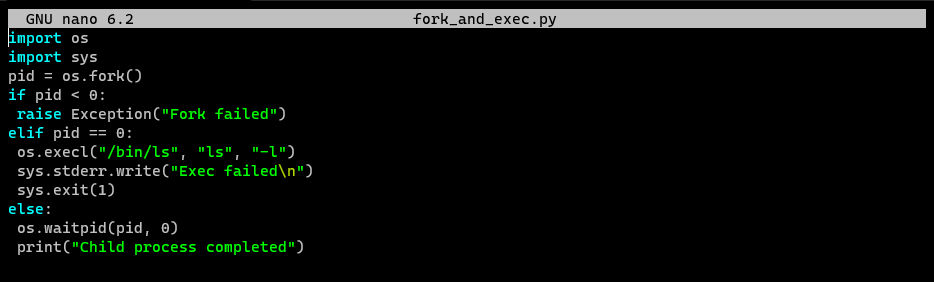 GNU nano 6.2 fork_and_exec.py
import os
import sys
pid = os.fork()
if pid < 0:
 raise Exception("Fork failed")
elif pid == 0:
 os.execl("/bin/ls", "ls", "-l")
 sys.stderr.write("Exec failed\n")
 sys.exit(1)
else:
 os.waitpid(pid, 0)
 print("Child process completed")